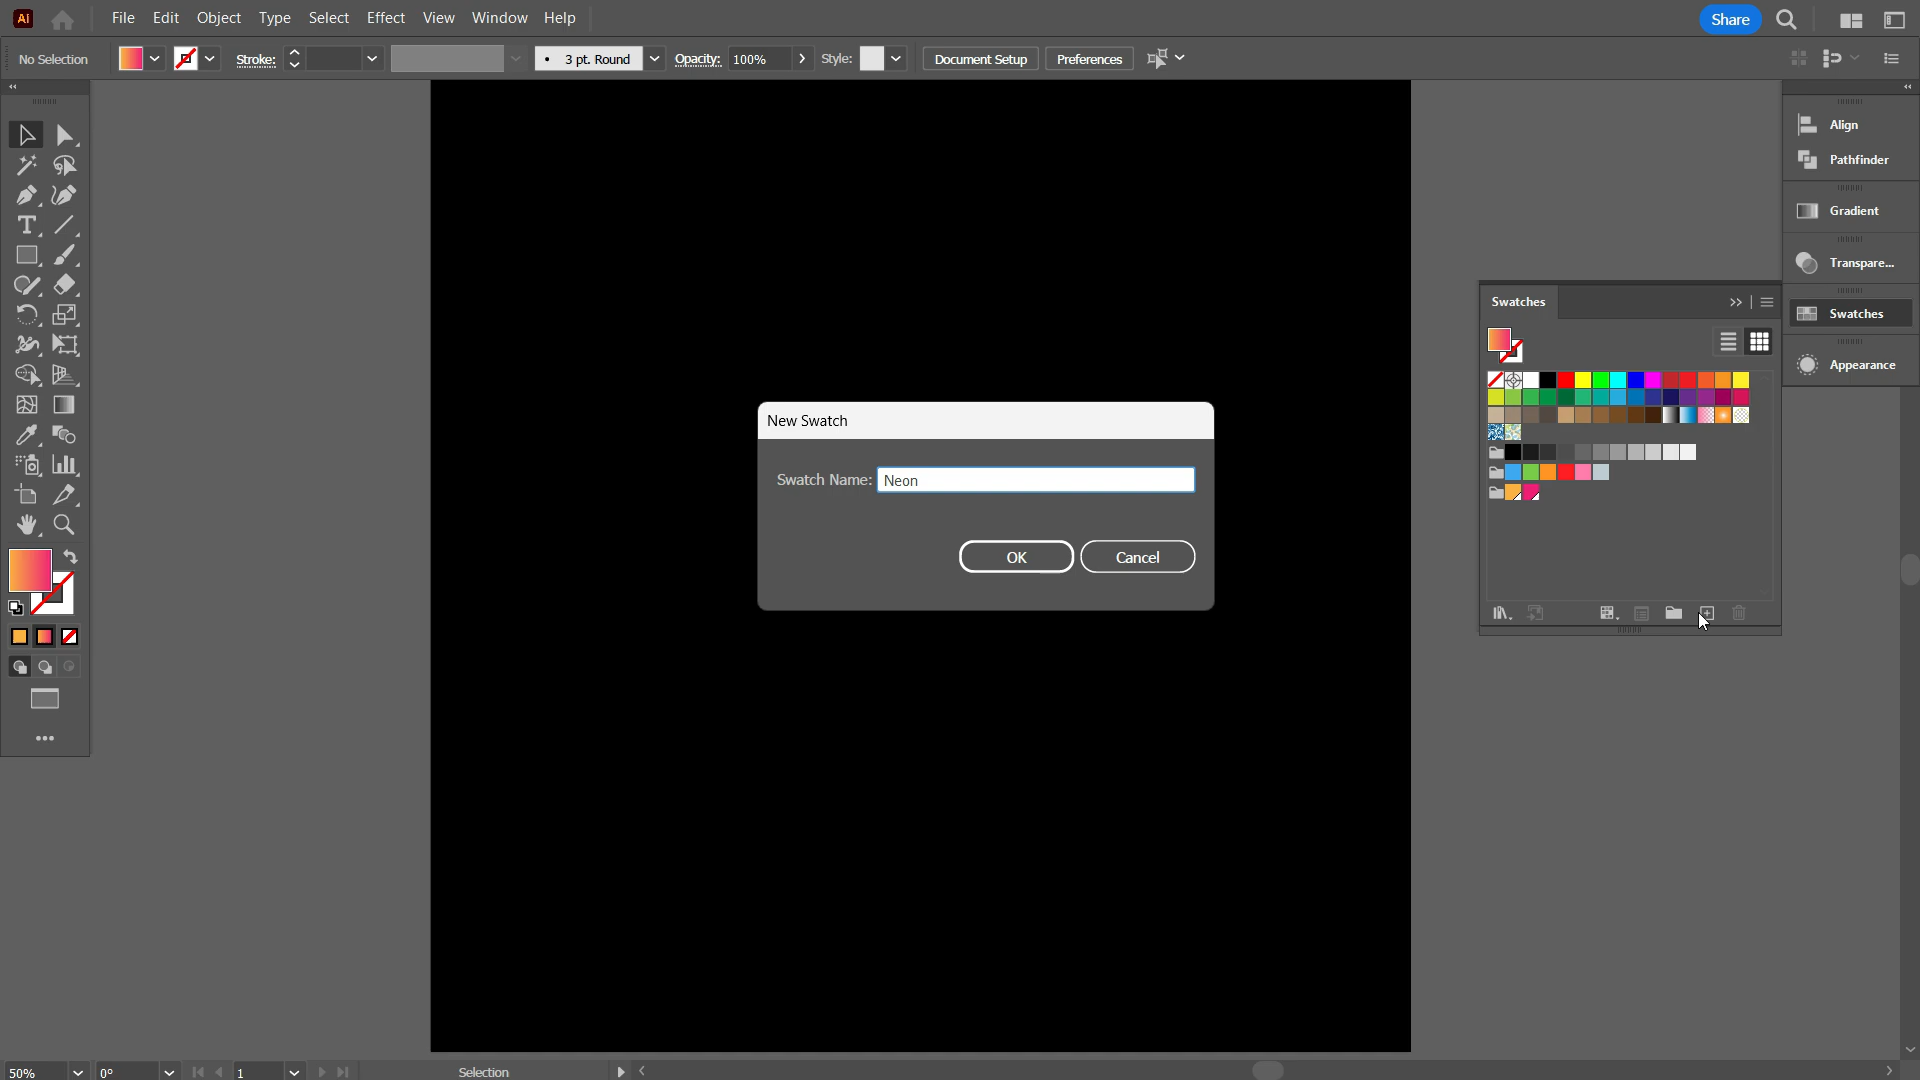 Ai File Edit Object Type Select Effect View Window Help Share
No Selection Stroke: 3 pt. Round Opacity: 100% Style: Document Setup Preferences
Align
Pathfinder
Gradient
Transpare...
Swatches
Swatches
Appearance
New Swatch
Swatch Name: Neon
OK Cancel
50% 0° 1 Selection